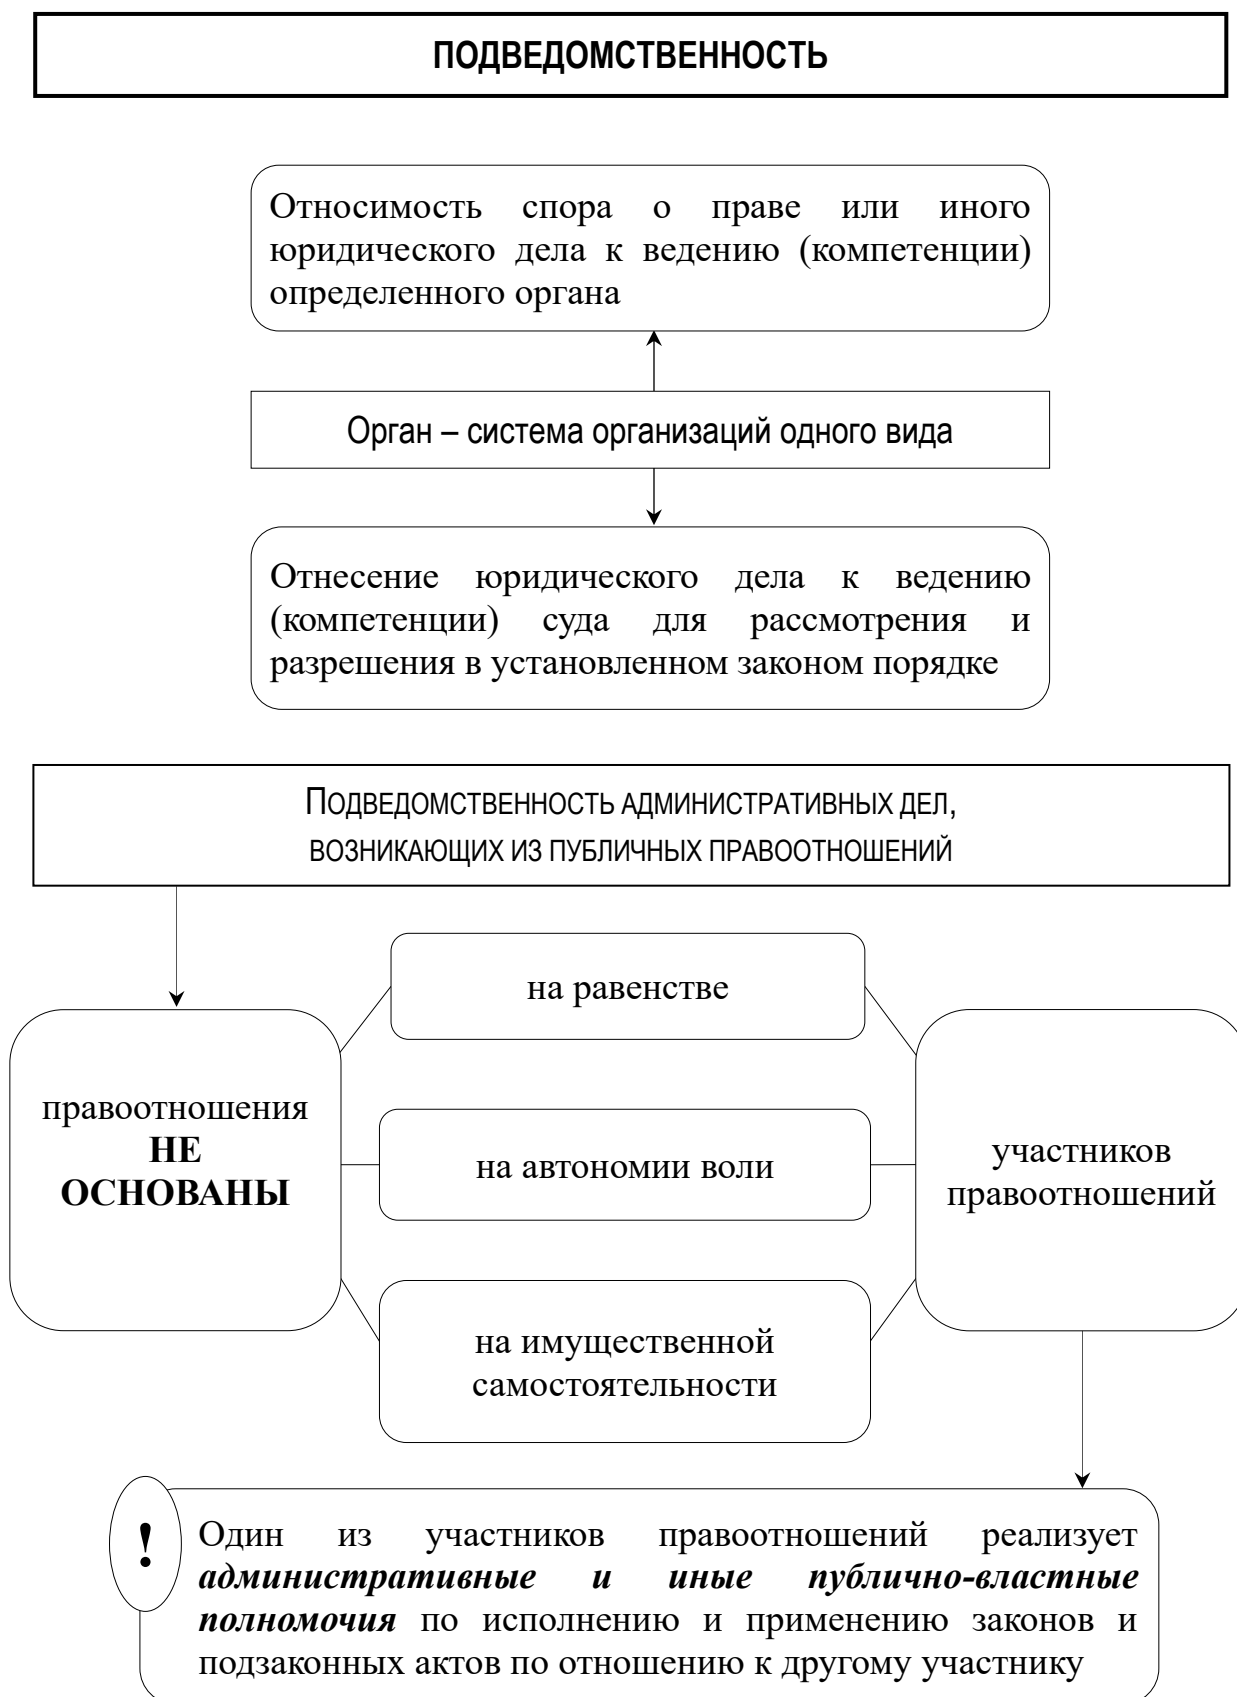 ПОДВЕДОМСТВЕННОСТЬ
Относимость спора о праве или иного
юридического дела к ведению (компетенции)
определенного органа
Орган – система организаций одного вида
Отнесение юридического дела к ведению
(компетенции) суда для рассмотрения и
разрешения в установленном законом порядке
ПОДВЕДОМСТВЕННОСТЬ АДМИНИСТРАТИВНЫХ ДЕЛ,
ВОЗНИКАЮЩИХ ИЗ ПУБЛИЧНЫХ ПРАВООТНОШЕНИЙ
правоотношения
НЕ
ОСНОВАНЫ
на равенстве
на автономии воли
на имущественной
самостоятельности
участников
правоотношений
!
Один из участников правоотношений реализует
административные и иные публично-властные
полномочия по исполнению и применению законов и
подзаконных актов по отношению к другому участнику